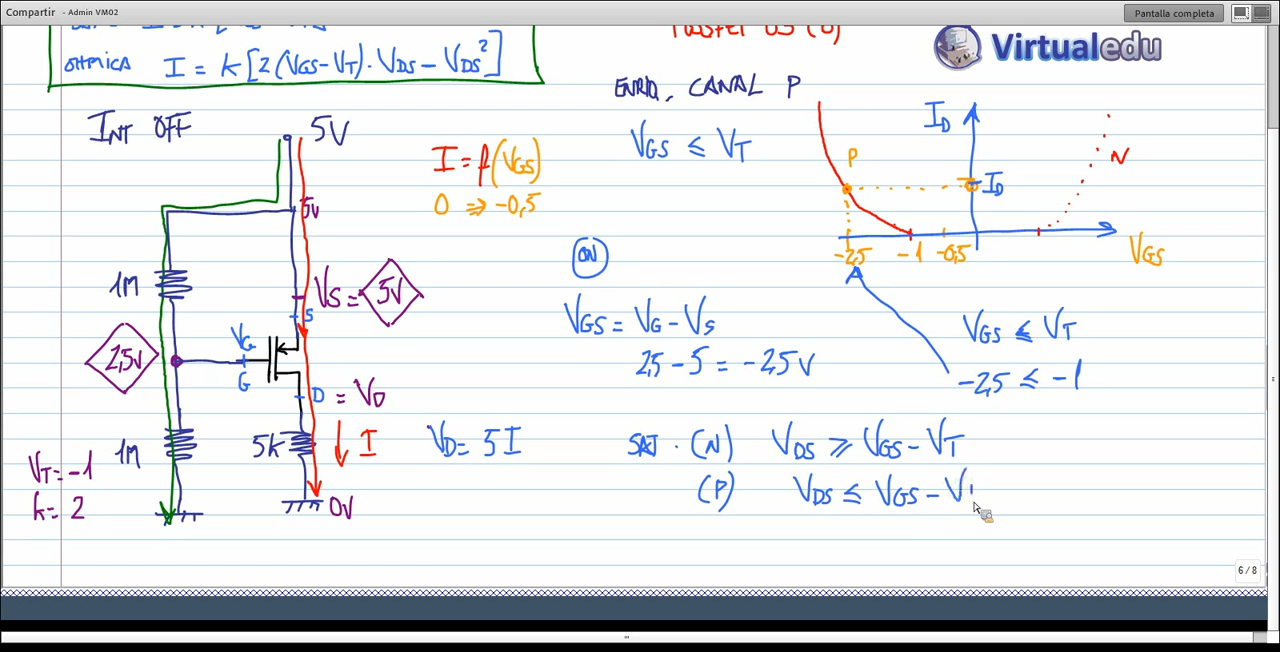 Compartir - Admin VM02
Pantalla completa
Virtualedu
OHMICA I = K[2(VGS-VT)·VDS-VDS²]
ENRIQ. CANAL P
INT OFF
5V
I = f(VGS)
0 ⇒ -0,5
VGS ≤ VT
ID
P
N
ID
-2,5 -1 -0,5
VGS
5V
1M
VS = 5V
S
ON
VGS = VG - VS
2,5 - 5 = -2,5V
VGS ≤ VT
-2,5 ≤ -1
2,5V
VG
G
D = VD
1M
5K
I
VD = 5I
SAT. (N) VDS ≥ VGS - VT
(P) VDS ≤ VGS - V
VT = -1
k = 2
0V
6 / 8